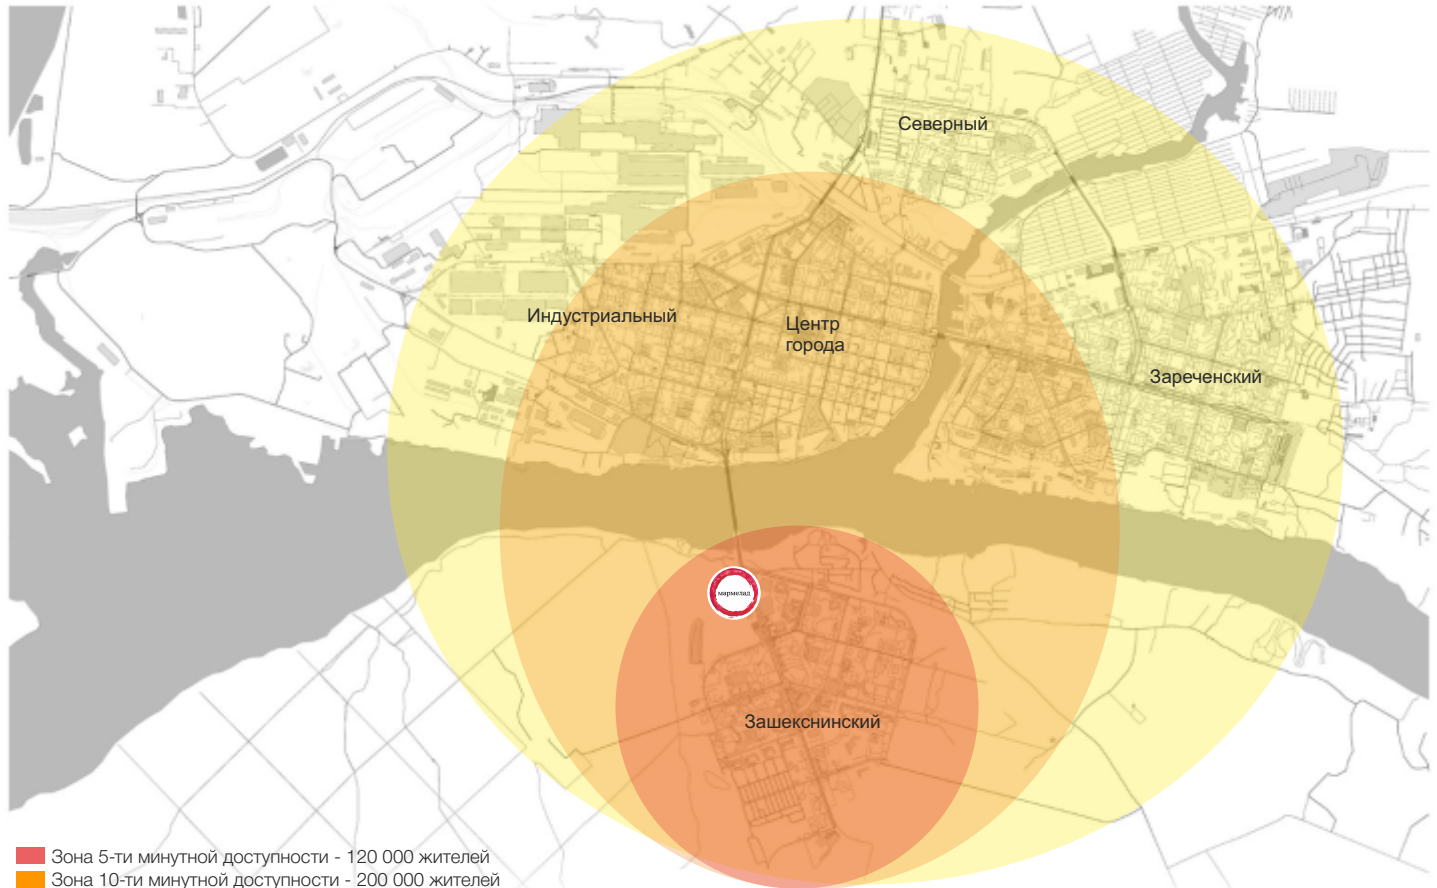 Северный
Индустриальный
Центр
города
Зареченский
мармелад
Зашекснинский
Зона 5-ти минутной доступности - 120 000 жителей
Зона 10-ти минутной доступности - 200 000 жителей